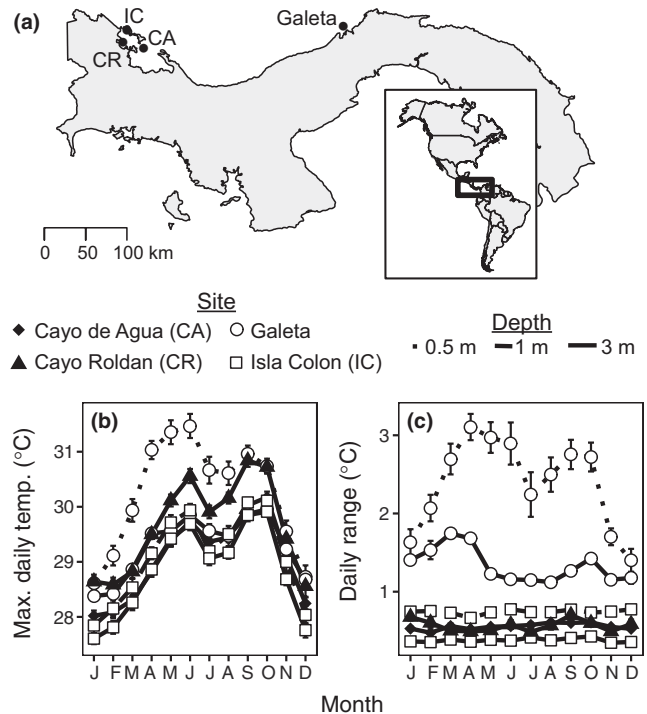 (a)
IC
CA
CR
Galeta
0 50 100 km
Site
Cayo de Agua (CA) Galeta
Cayo Roldan (CR) Isla Colon (IC)
Depth
0.5 m 1 m 3 m
(b)
Max. daily temp. (°C)
31
30
29
28
J F M A M J J A S O N D
(c)
Daily range (°C)
3
2
1
J F M A M J J A S O N D
Month